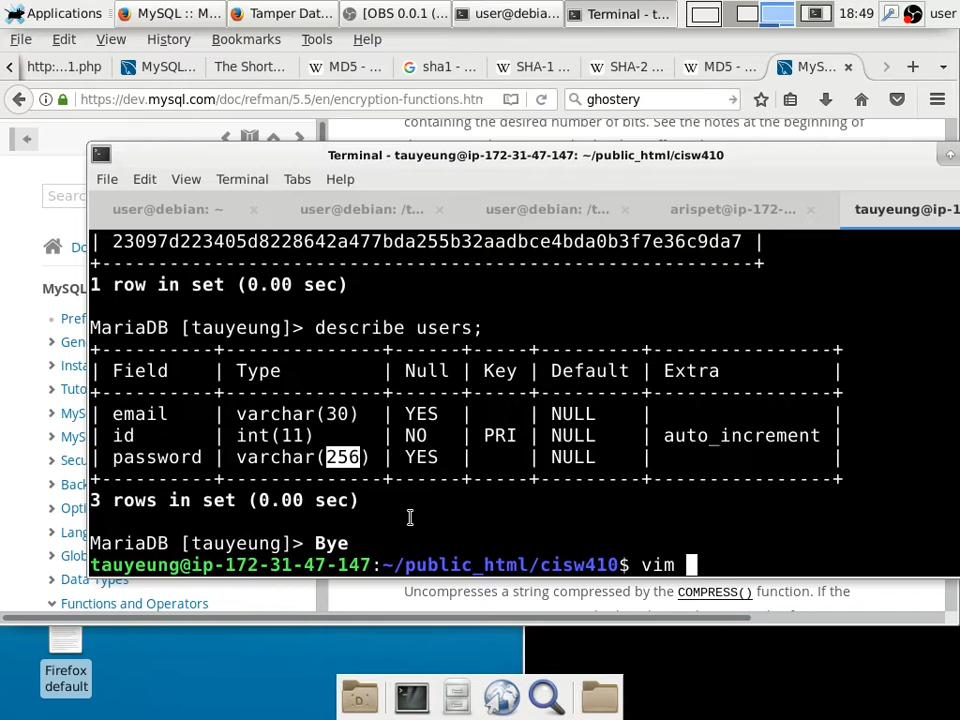 Applications
MySQL :: M...
Tamper Dat...
[OBS 0.0.1 (...
user@debia...
Terminal - t...
18:49
user
File Edit View History Bookmarks Tools Help
http:...1.php
MySQL...
The Short...
MD5 - ...
sha1 - ...
SHA-1 ...
SHA-2 ...
MD5 - ...
MyS...
https://dev.mysql.com/doc/refman/5.5/en/encryption-functions.htm
ghostery
containing the desired number of bits. See the notes at the beginning of
Terminal - tauyeung@ip-172-31-47-147: ~/public_html/cisw410
File Edit View Terminal Tabs Help
user@debian: ~
user@debian: /t...
user@debian: /t...
arispet@ip-172-...
tauyeung@ip-1
| 23097d223405d8228642a477bda255b32aadbce4bda0b3f7e36c9da7 |
+----------------------------------------------------------+
1 row in set (0.00 sec)
MariaDB [tauyeung]> describe users;
+----------+--------------+------+-----+---------+----------------+
| Field    | Type         | Null | Key | Default | Extra          |
+----------+--------------+------+-----+---------+----------------+
| email    | varchar(30)  | YES  |     | NULL    |                |
| id       | int(11)      | NO   | PRI | NULL    | auto_increment |
| password | varchar(256) | YES  |     | NULL    |                |
+----------+--------------+------+-----+---------+----------------+
3 rows in set (0.00 sec)
MariaDB [tauyeung]> Bye
tauyeung@ip-172-31-47-147:~/public_html/cisw410$ vim
Searc
Do
MySQL
Pref
Gen
Insta
Tuto
MyS
MyS
Secu
Back
Opti
Lang
Data Types
Functions and Operators
Uncompresses a string compressed by the COMPRESS() function. If the
Firefox
default